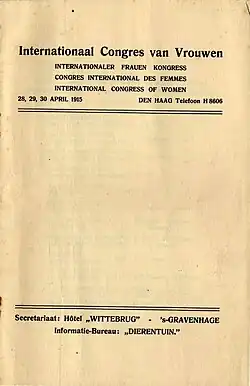 Internationaal Congres van Vrouwen
INTERNATIONALER FRAUEN KONGRESS
CONGRES INTERNATIONAL DES FEMMES
INTERNATIONAL CONGRESS OF WOMEN
28, 29, 30 APRIL 1915 DEN HAAG Telefoon H 8606
Secretariaat: Hôtel „WITTEBRUG” - 's-GRAVENHAGE
Informatie-Bureau: „DIERENTUIN.”